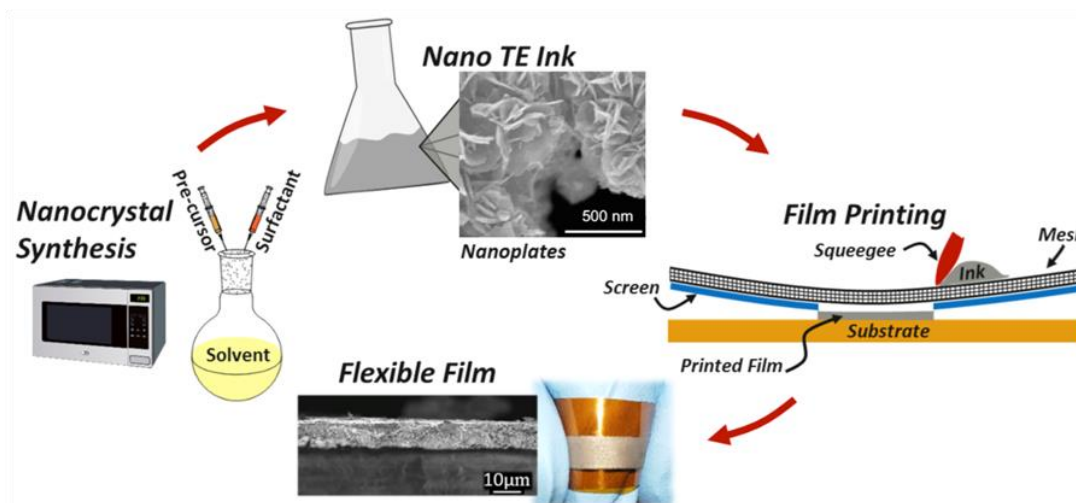 Nano TE Ink
Pre-cursor
Surfactant
Nanocrystal
Synthesis
Solvent
500 nm
Nanoplates
Film Printing
Squeegee
Ink
Mesh
Screen
Substrate
Printed Film
Flexible Film
10μm